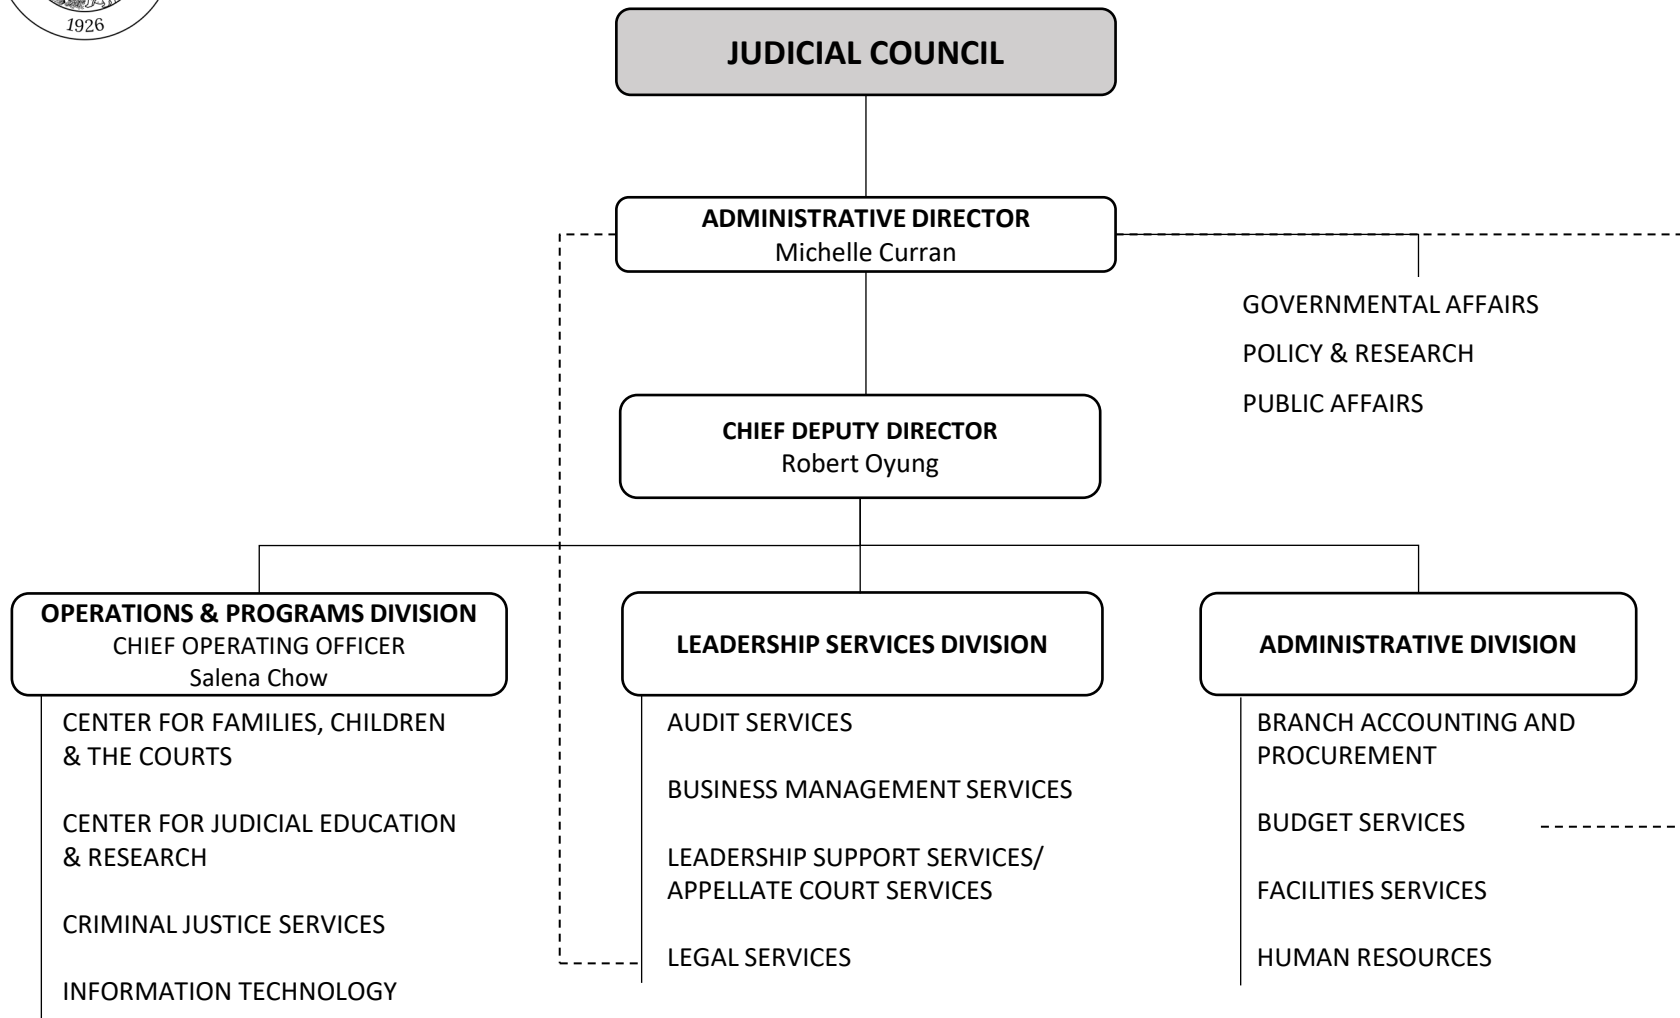 1926
JUDICIAL COUNCIL
ADMINISTRATIVE DIRECTOR
Michelle Curran
GOVERNMENTAL AFFAIRS
POLICY & RESEARCH
PUBLIC AFFAIRS
CHIEF DEPUTY DIRECTOR
Robert Oyung
OPERATIONS & PROGRAMS DIVISION
CHIEF OPERATING OFFICER
Salena Chow
CENTER FOR FAMILIES, CHILDREN
& THE COURTS
CENTER FOR JUDICIAL EDUCATION
& RESEARCH
CRIMINAL JUSTICE SERVICES
INFORMATION TECHNOLOGY
LEADERSHIP SERVICES DIVISION
AUDIT SERVICES
BUSINESS MANAGEMENT SERVICES
LEADERSHIP SUPPORT SERVICES/
APPELLATE COURT SERVICES
LEGAL SERVICES
ADMINISTRATIVE DIVISION
BRANCH ACCOUNTING AND
PROCUREMENT
BUDGET SERVICES
FACILITIES SERVICES
HUMAN RESOURCES